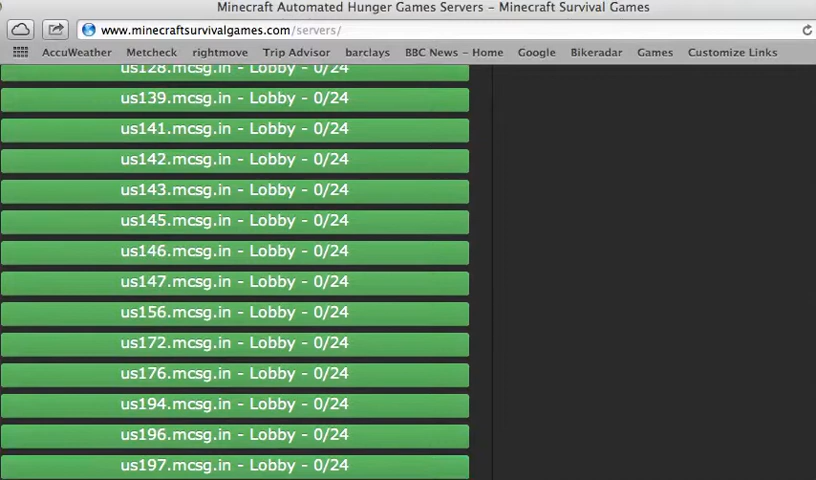 Minecraft Automated Hunger Games Servers - Minecraft Survival Games
www.minecraftsurvivalgames.com/servers/
AccuWeather Metcheck rightmove Trip Advisor barclays BBC News - Home Google Bikeradar Games Customize Links
us128.mcsg.in - Lobby - 0/24
us139.mcsg.in - Lobby - 0/24
us141.mcsg.in - Lobby - 0/24
us142.mcsg.in - Lobby - 0/24
us143.mcsg.in - Lobby - 0/24
us145.mcsg.in - Lobby - 0/24
us146.mcsg.in - Lobby - 0/24
us147.mcsg.in - Lobby - 0/24
us156.mcsg.in - Lobby - 0/24
us172.mcsg.in - Lobby - 0/24
us176.mcsg.in - Lobby - 0/24
us194.mcsg.in - Lobby - 0/24
us196.mcsg.in - Lobby - 0/24
us197.mcsg.in - Lobby - 0/24